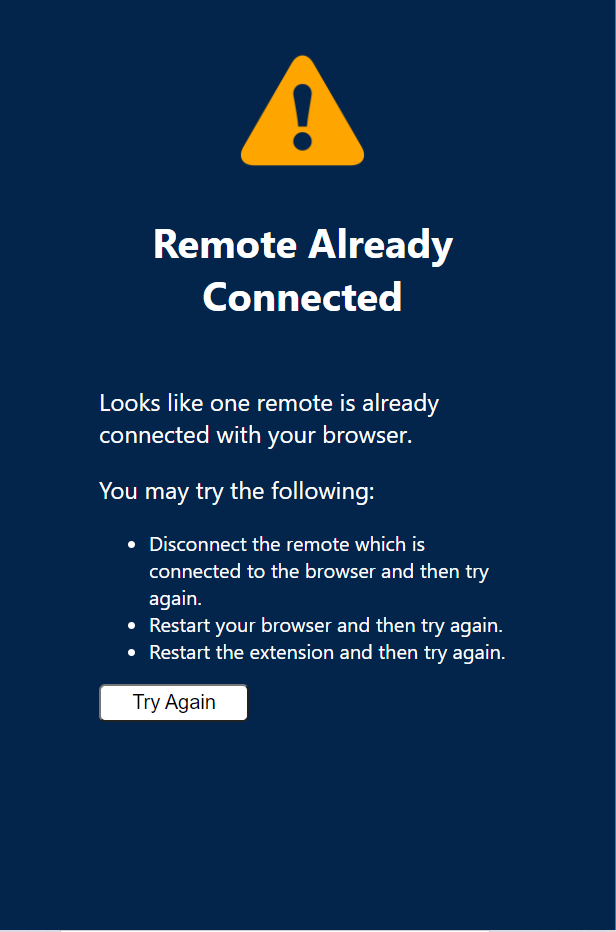 Remote Already
Connected
Looks like one remote is already
connected with your browser.
You may try the following:
• Disconnect the remote which is
connected to the browser and then try
again.
• Restart your browser and then try again.
• Restart the extension and then try again.
Try Again